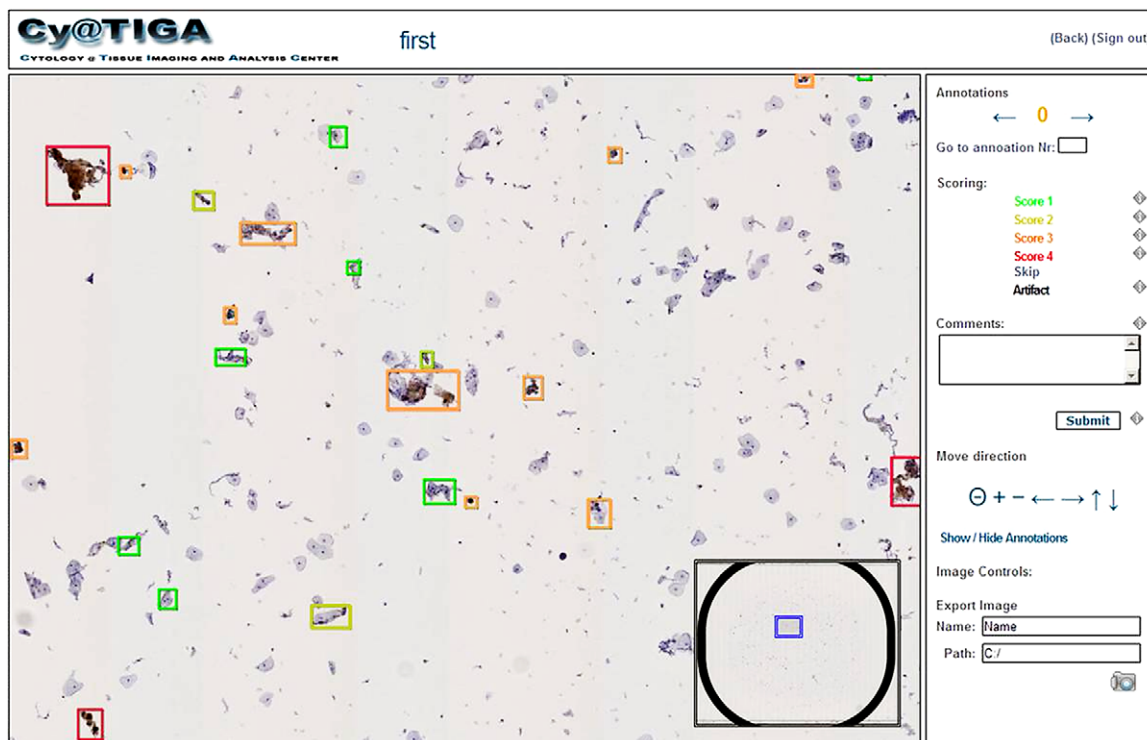 Cy@TIGA
CYTOLOGY @ TISSUE IMAGING AND ANALYSIS CENTER
first
(Back) (Sign out
Annotations
← 0 →
Go to annoation Nr:
Scoring:
Score 1
Score 2
Score 3
Score 4
Skip
Artifact
Comments:
Submit
Move direction
+ − ← → ↑ ↓
Show / Hide Annotations
Image Controls:
Export Image
Name: Name
Path: C:/